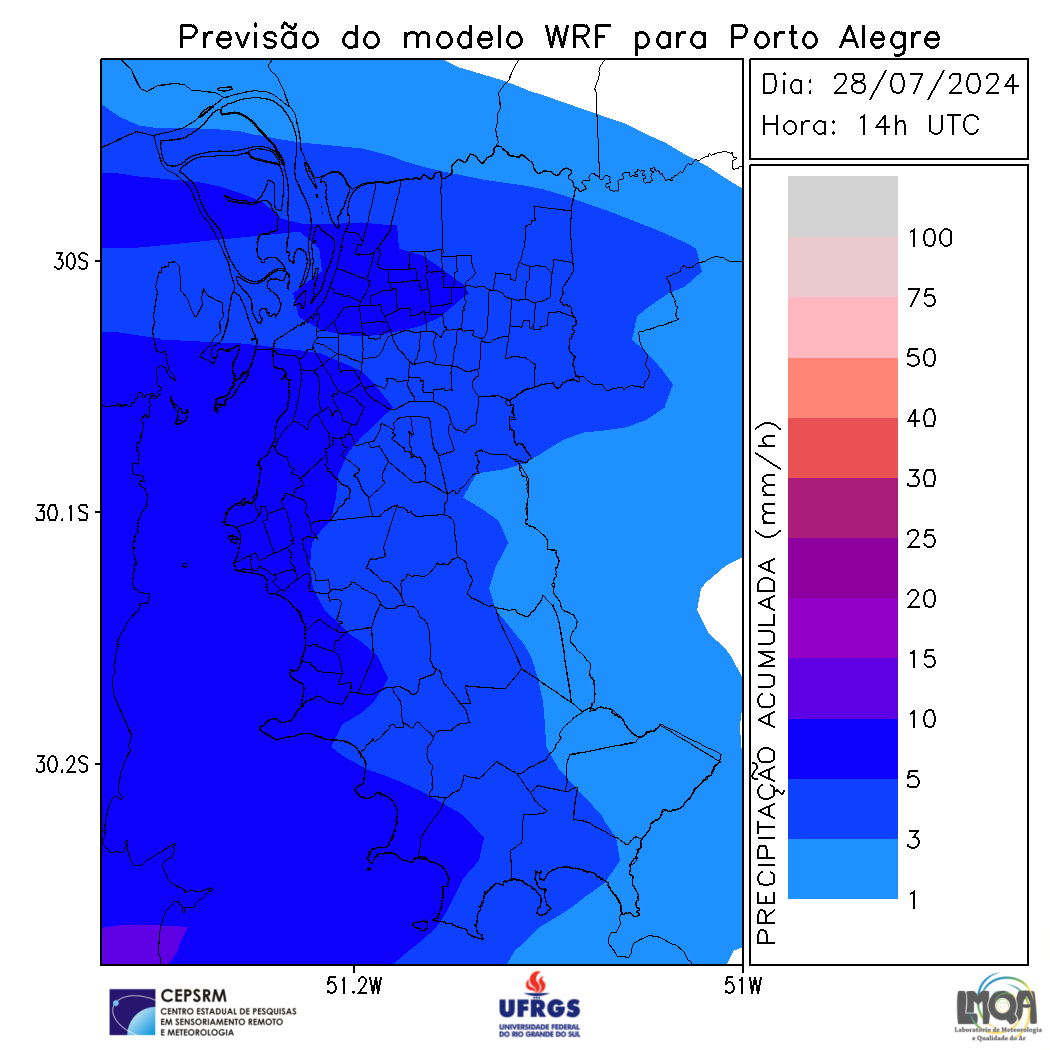 Previsão do modelo WRF para Porto Alegre
Dia: 28/07/2024
Hora: 14h UTC
30S
30.1S
30.2S
51.2W
51W
PRECIPITAÇÃO ACUMULADA (mm/h)
100
75
50
40
30
25
20
15
10
5
3
1
CEPSRM
CENTRO ESTADUAL DE PESQUISAS
EM SENSORIAMENTO REMOTO
E METEOROLOGIA
UFRGS
UNIVERSIDADE FEDERAL
DO RIO GRANDE DO SUL
LMQA
Laboratório de Meteorologia
e Qualidade do Ar